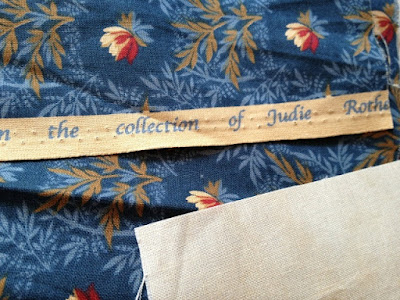 n the collection of Judie Rothe